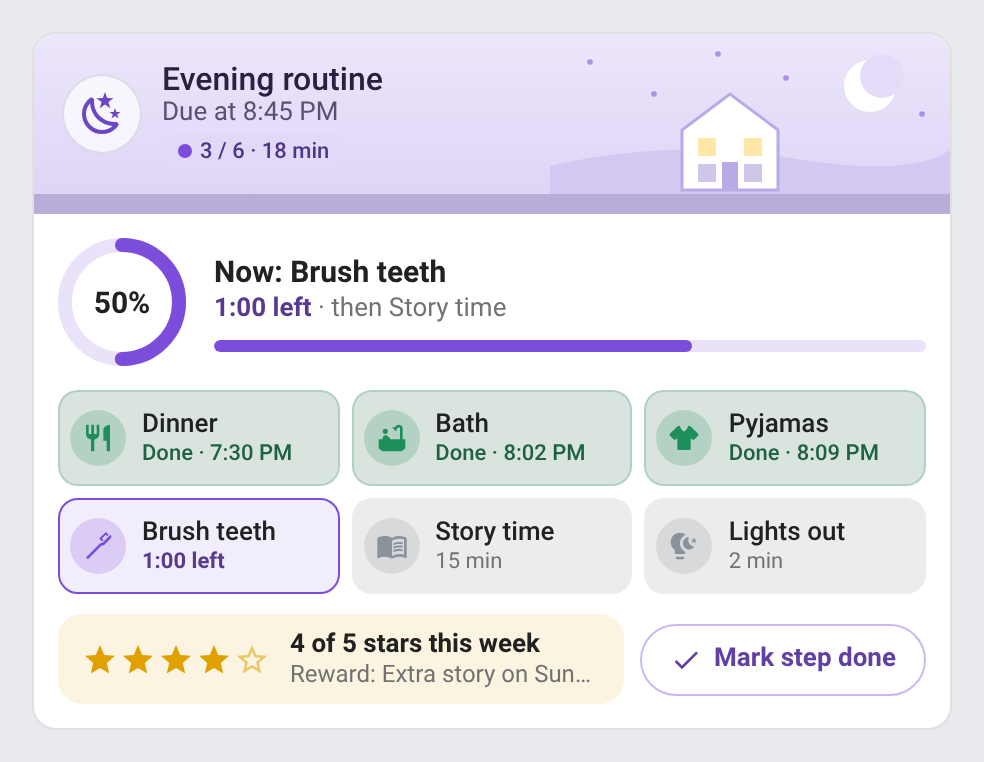 Evening routine
Due at 8:45 PM
3 / 6 · 18 min
50%
Now: Brush teeth
1:00 left · then Story time
Dinner
Done · 7:30 PM
Bath
Done · 8:02 PM
Pyjamas
Done · 8:09 PM
Brush teeth
1:00 left
Story time
15 min
Lights out
2 min
4 of 5 stars this week
Reward: Extra story on Sun...
Mark step done